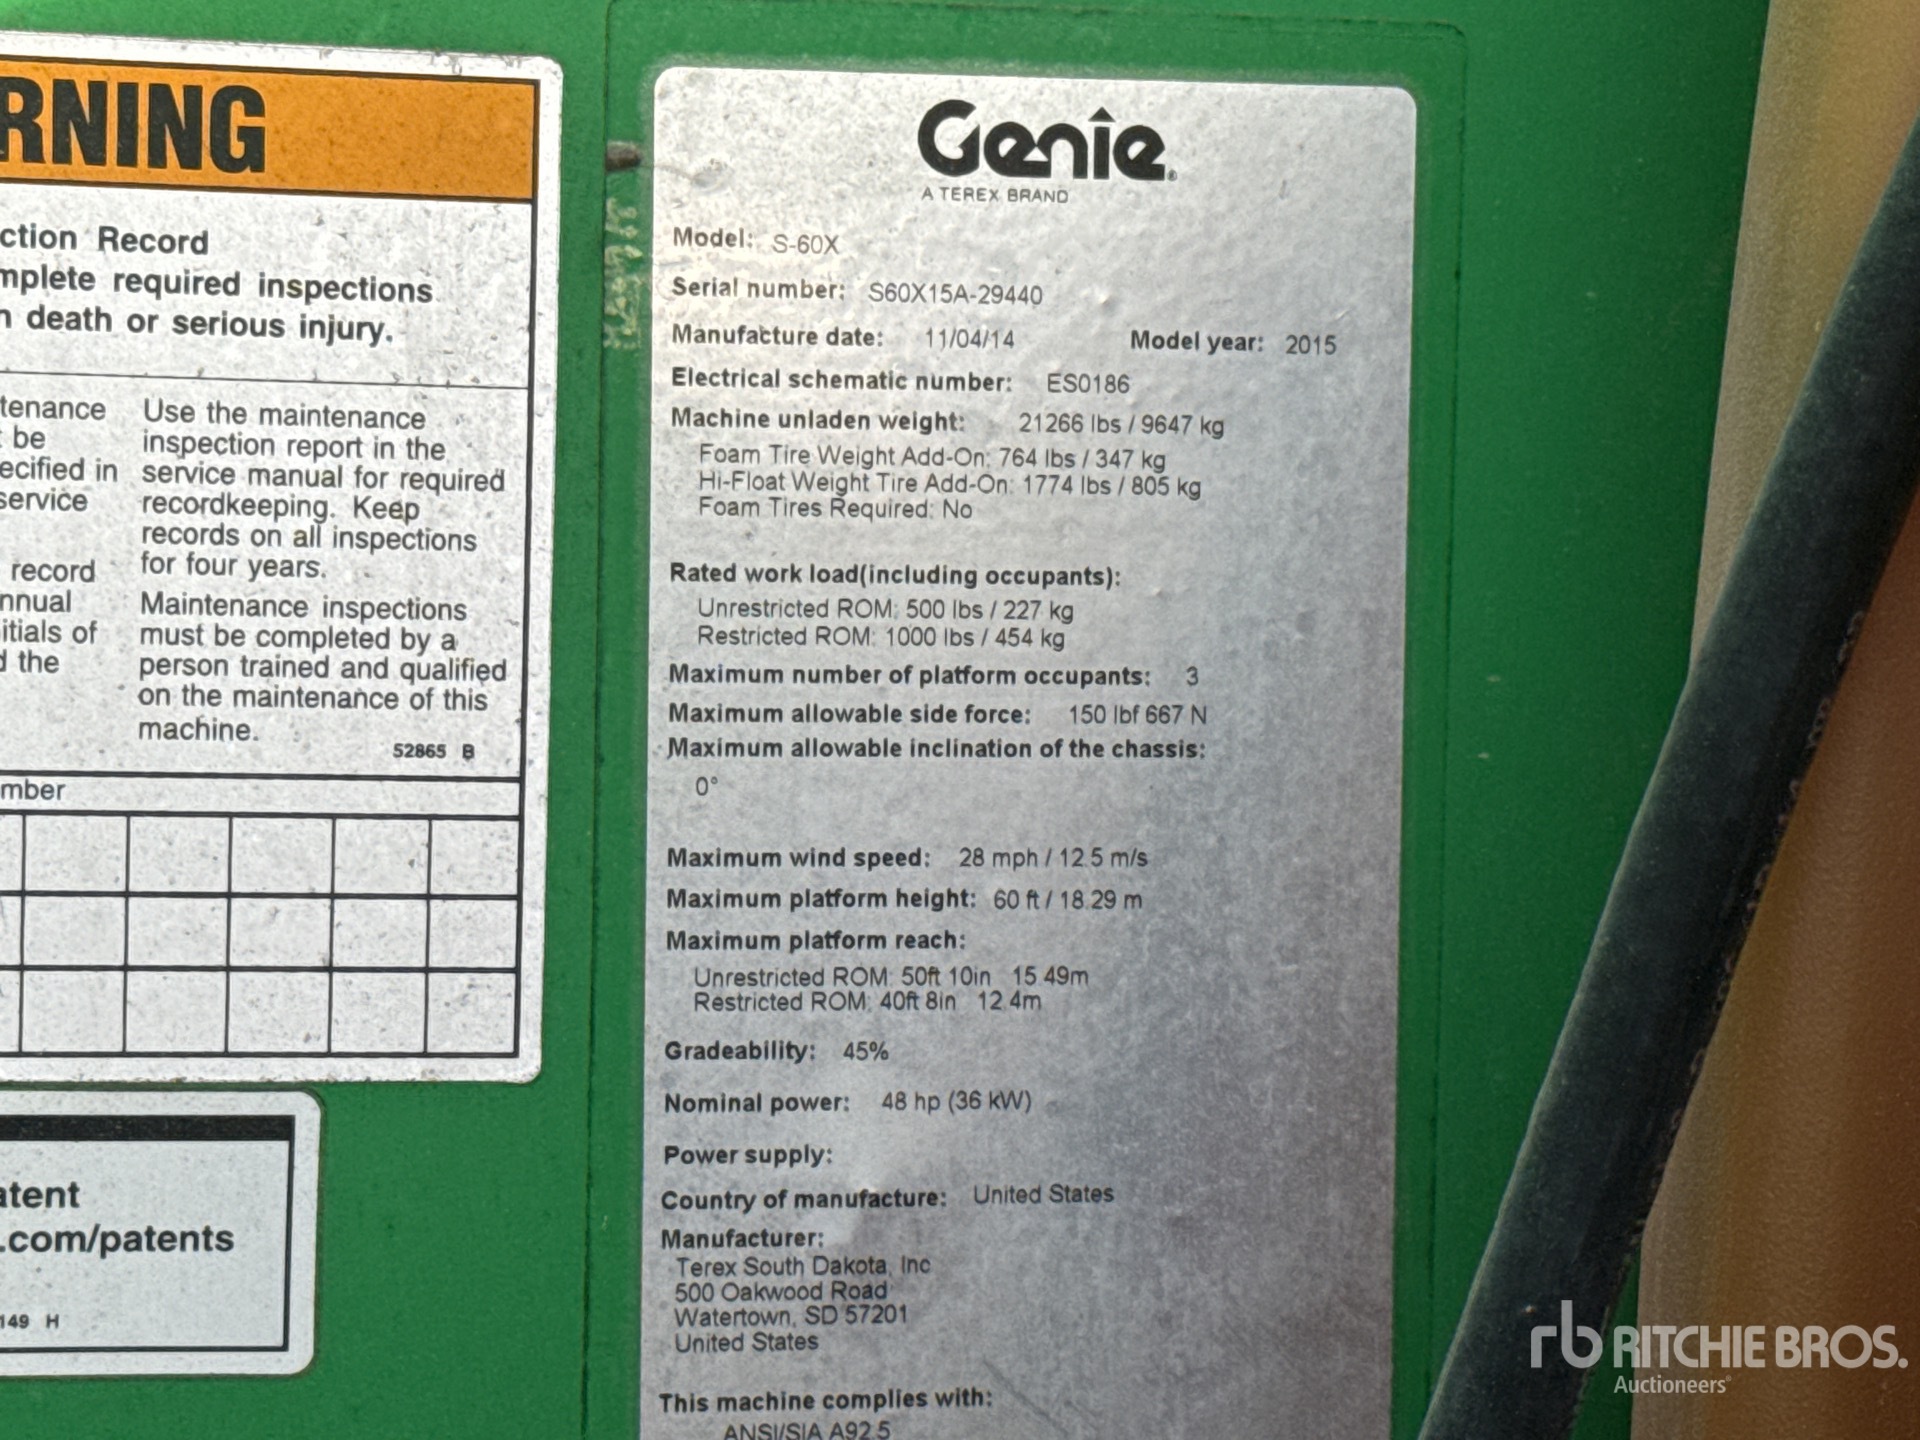 RNING
ction Record
mplete required inspections
n death or serious injury.
tenance
be
ecified in
service
record
nnual
itials of
d the
Use the maintenance
inspection report in the
service manual for required
recordkeeping. Keep
records on all inspections
for four years.
Maintenance inspections
must be completed by a
person trained and qualified
on the maintenance of this
machine.
52865 B
mber
atent
.com/patents
149 H
Genie
A TEREX BRAND
Model: S-60X
Serial number: S60X15A-29440
Manufacture date: 11/04/14 Model year: 2015
Electrical schematic number: ES0186
Machine unladen weight: 21266 lbs / 9647 kg
Foam Tire Weight Add-On: 764 lbs / 347 kg
Hi-Float Weight Tire Add-On: 1774 lbs / 805 kg
Foam Tires Required: No
Rated work load(including occupants):
Unrestricted ROM: 500 lbs / 227 kg
Restricted ROM: 1000 lbs / 454 kg
Maximum number of platform occupants: 3
Maximum allowable side force: 150 lbf 667 N
Maximum allowable inclination of the chassis:
0°
Maximum wind speed: 28 mph / 12.5 m/s
Maximum platform height: 60 ft / 18.29 m
Maximum platform reach:
Unrestricted ROM: 50ft 10in 15.49m
Restricted ROM: 40ft 8in 12.4m
Gradeability: 45%
Nominal power: 48 hp (36 kW)
Power supply:
Country of manufacture: United States
Manufacturer:
Terex South Dakota, Inc
500 Oakwood Road
Watertown, SD 57201
United States
This machine complies with:
ANSI/SIA A92.5
rb RITCHIE BROS.
Auctioneers